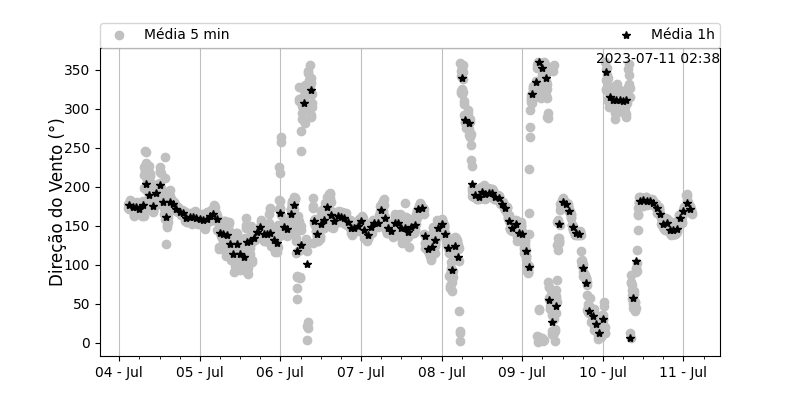 Média 5 min
Média 1h
2023-07-11 02:38
Direção do Vento (°)
350
300
250
200
150
100
50
0
04 - Jul
05 - Jul
06 - Jul
07 - Jul
08 - Jul
09 - Jul
10 - Jul
11 - Jul